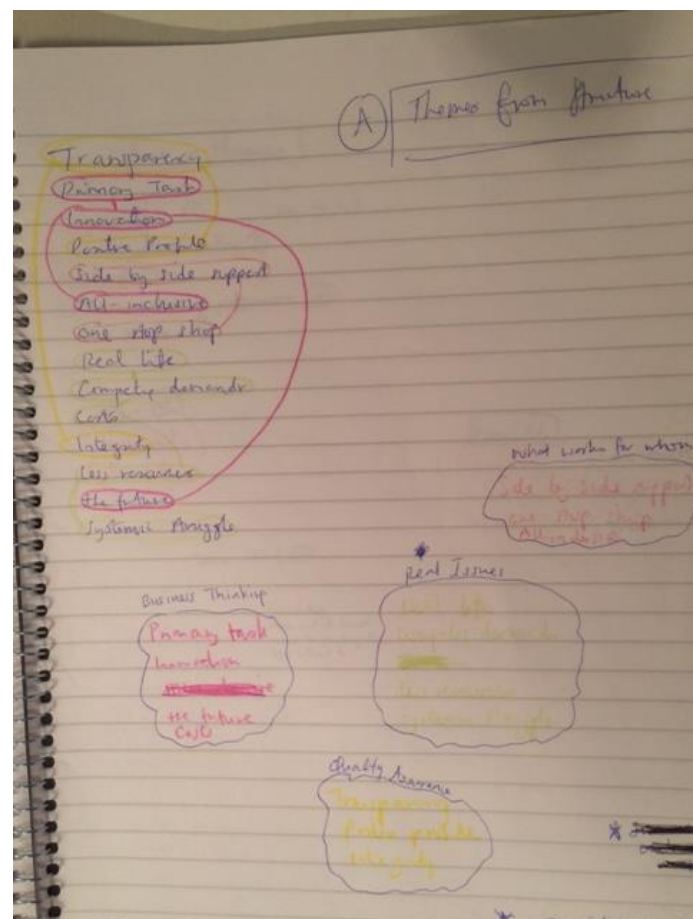 A Themes from structure
Transparency
Primary Task
Innovation
Positive Profile
Side by side support
All-inclusive
one stop shop
Real life
Competing demands
Costs
Integrity
Less resources
the future
Systemic struggle
What works for whom
side by side support
one stop shop
All-inclusive
Business Thinking
Primary task
Innovation
the future
Costs
Real Issues
Real life
demands
less resources
Systemic struggle
Quality Assurance
Transparency
Positive profile
integrity